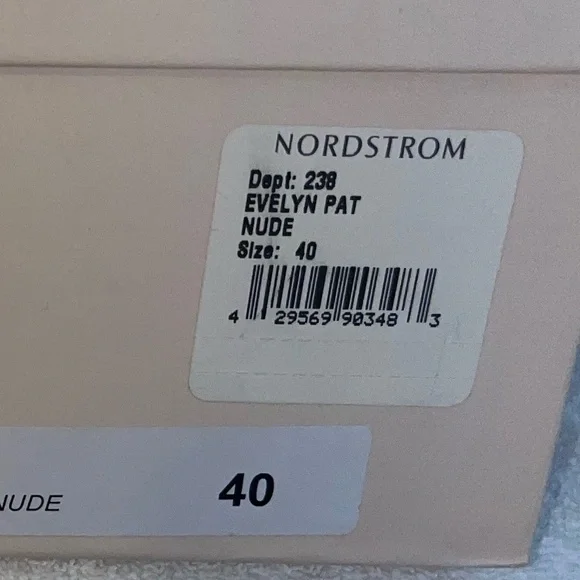 NORDSTROM
Dept: 238
EVELYN PAT
NUDE
Size: 40
4 29569 90348 3
NUDE 40